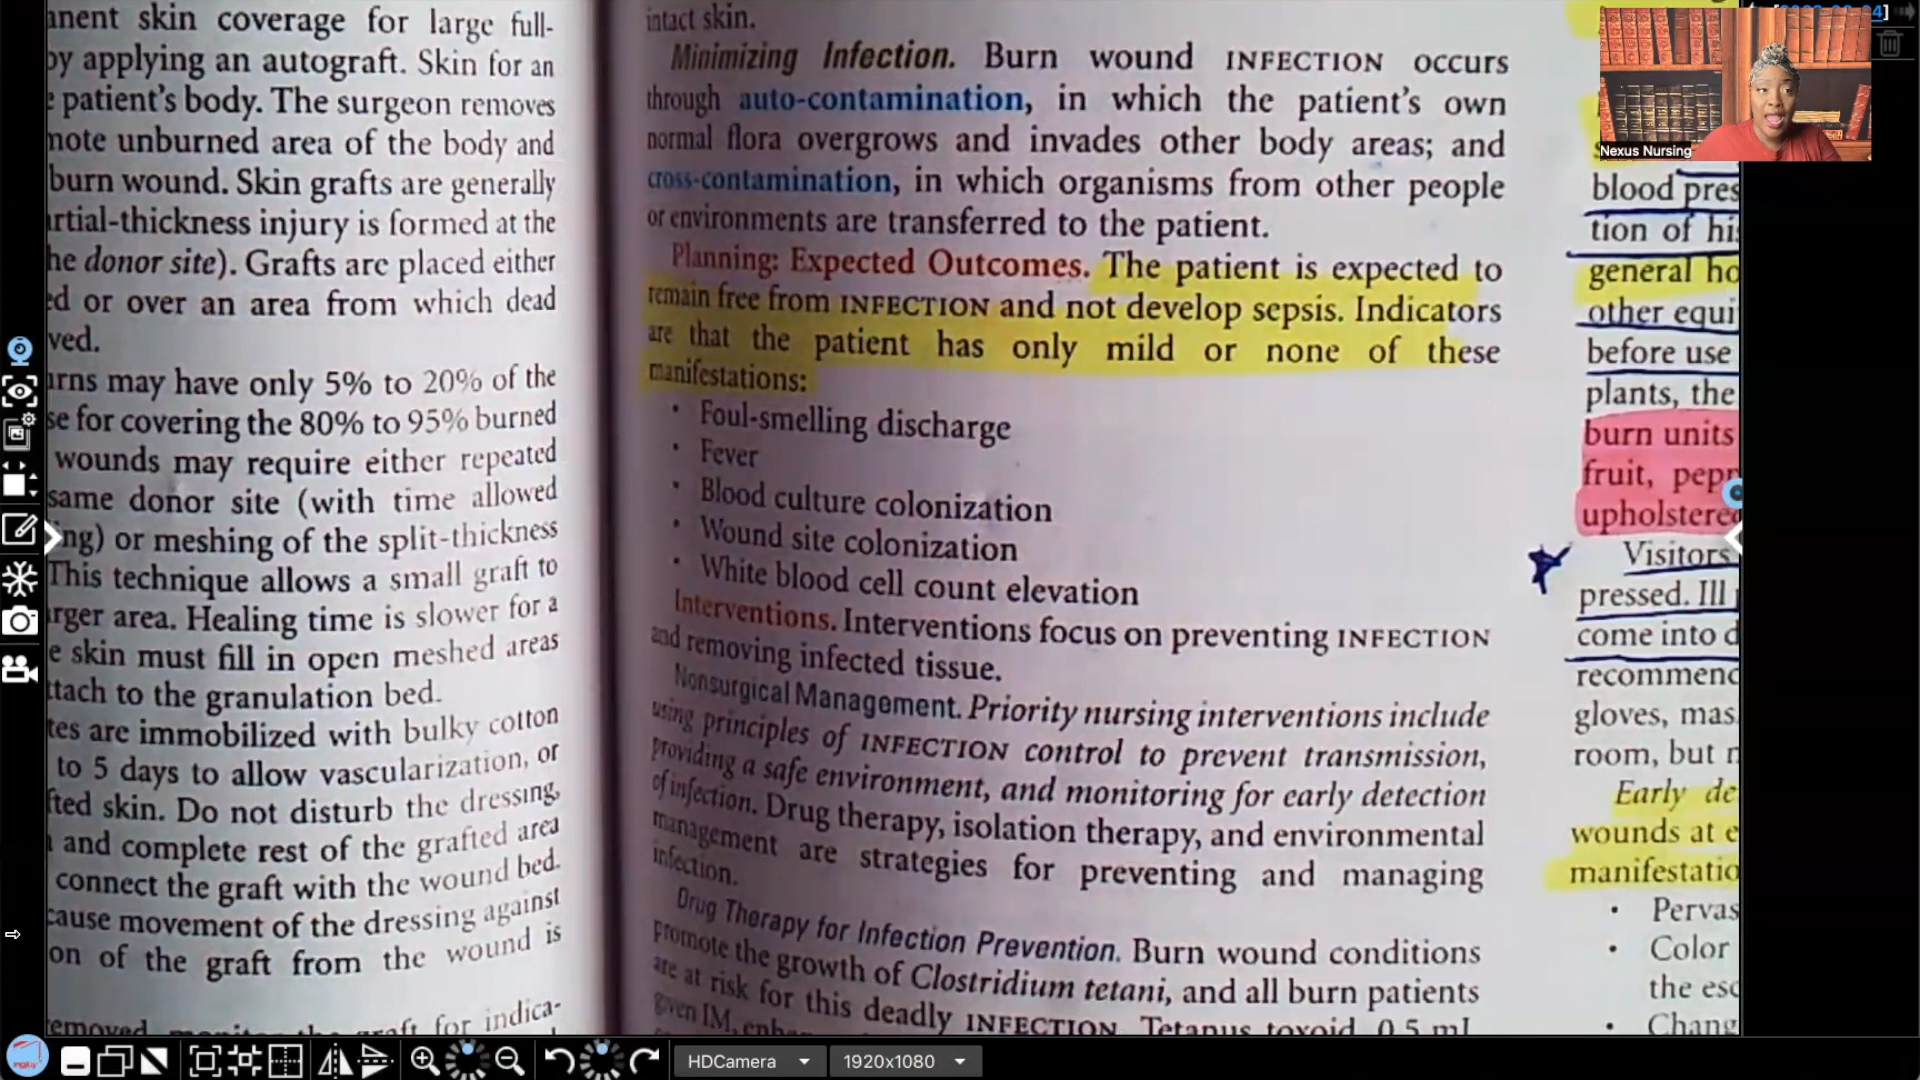 nent skin coverage for large full-
by applying an autograft. Skin for an
patient's body. The surgeon removes
mote unburned area of the body and
burn wound. Skin grafts are generally
rtial-thickness injury is formed at the
he donor site). Grafts are placed either
ed or over an area from which dead
ved.
rns may have only 5% to 20% of the
se for covering the 80% to 95% burned
wounds may require either repeated
same donor site (with time allowed
ng) or meshing of the split-thickness
This technique allows a small graft to
arger area. Healing time is slower for a
e skin must fill in open meshed areas
ttach to the granulation bed.
tes are immobilized with bulky cotton
to 5 days to allow vascularization, or
fted skin. Do not disturb the dressing,
and complete rest of the grafted area
connect the graft with the wound bed.
cause movement of the dressing against
on of the graft from the wound is
for indica-
intact skin.
Minimizing Infection. Burn wound INFECTION occurs
through auto-contamination, in which the patient's own
normal flora overgrows and invades other body areas; and
cross-contamination, in which organisms from other people
or environments are transferred to the patient.
Planning: Expected Outcomes. The patient is expected to
remain free from INFECTION and not develop sepsis. Indicators
are that the patient has only mild or none of these
manifestations:
• Foul-smelling discharge
• Fever
• Blood culture colonization
• Wound site colonization
• White blood cell count elevation
Interventions. Interventions focus on preventing INFECTION
and removing infected tissue.
Nonsurgical Management. Priority nursing interventions include
using principles of INFECTION control to prevent transmission,
providing a safe environment, and monitoring for early detection
of infection. Drug therapy, isolation therapy, and environmental
management are strategies for preventing and managing
infection.
Drug Therapy for Infection Prevention. Burn wound conditions
promote the growth of Clostridium tetani, and all burn patients
are at risk for this deadly INFECTION. Tetanus toxoid, 0.5 mL
given IM,
Nexus Nursing
blood pres
tion of his
general ho
other equi
before use
plants, the
burn units
fruit, pepp
upholstered
Visitors
pressed. Ill
come into d
recommend
gloves, mas
room, but n
Early de
wounds at e
manifestatio
• Pervas
• Color
the esc
• Chang
HDCamera
1920x1080